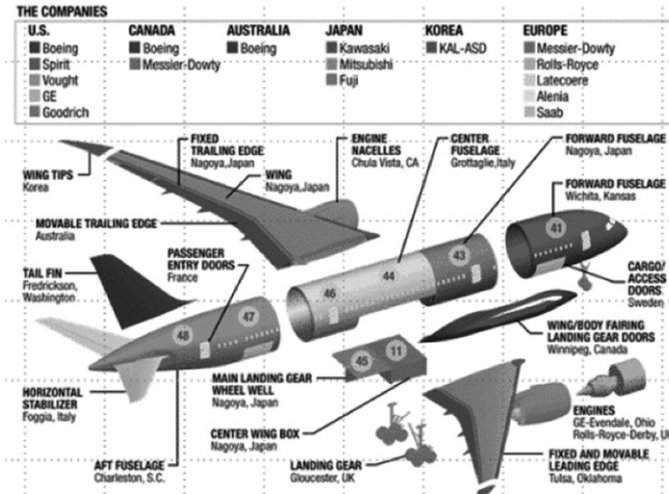 THE COMPANIES
U.S.
Boeing
Spirit
Vought
GE
Goodrich
CANADA
Boeing
Messier-Dowty
AUSTRALIA
Boeing
JAPAN
Kawasaki
Mitsubishi
Fuji
KOREA
KAL-ASD
EUROPE
Messier-Dowty
Rolls-Royce
Latecoere
Alenia
Saab
WING TIPS
Korea
FIXED
TRAILING EDGE
Nagoya,Japan
WING
Nagoya,Japan
ENGINE
NACELLES
Chula Vista, CA
CENTER
FUSELAGE
Grottaglie,Italy
FORWARD FUSELAGE
Nagoya, Japan
FORWARD FUSELAGE
Wichita, Kansas
MOVABLE TRAILING EDGE
Australia
PASSENGER
ENTRY DOORS
France
TAIL FIN
Fredrickson,
Washington
41
43
44
46
47
48
45
11
CARGO/
ACCESS
DOORS
Sweden
WING/BODY FAIRING
LANDING GEAR DOORS
Winnipeg, Canada
MAIN LANDING GEAR
WHEEL WELL
Nagoya, Japan
HORIZONTAL
STABILIZER
Foggia, Italy
CENTER WING BOX
Nagoya, Japan
ENGINES
GE-Evendale, Ohio
Rolls-Royce-Derby, U
AFT FUSELAGE
Charleston, S.C.
LANDING GEAR
Gloucester, UK
FIXED AND MOVABLE
LEADING EDGE
Tulsa, Oklahoma